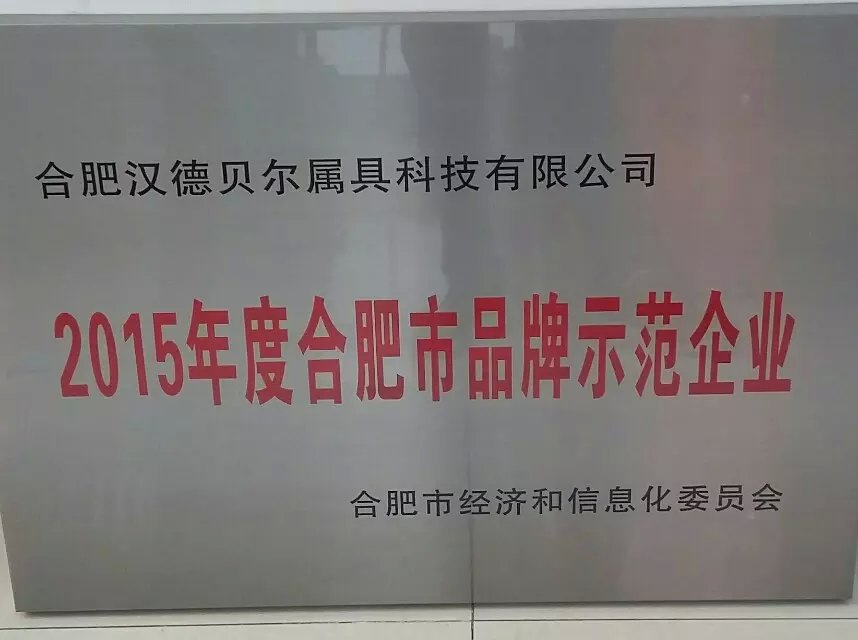 合肥汉德贝尔属具科技有限公司
2015年度合肥市品牌示范企业
合肥市经济和信息化委员会